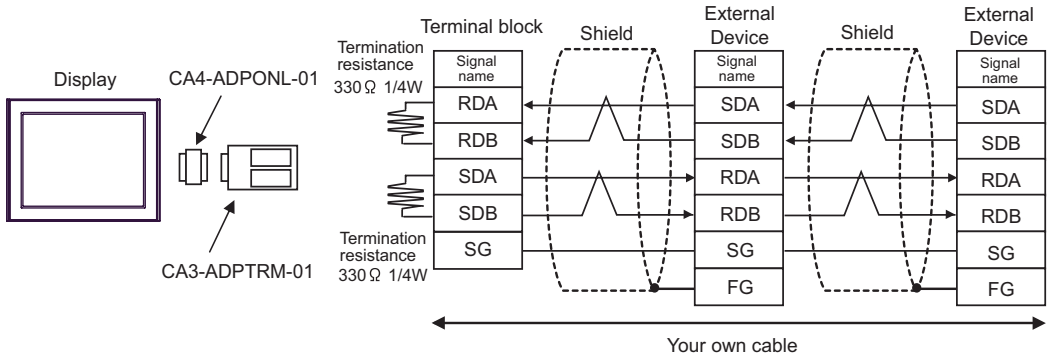 Display
CA4-ADPONL-01
CA3-ADPTRM-01
Termination
resistance
330Ω 1/4W
Termination
resistance
330Ω 1/4W
Terminal block
Signal
name
RDA
RDB
SDA
SDB
SG
Shield
External
Device
Signal
name
SDA
SDB
RDA
RDB
SG
FG
Shield
External
Device
Signal
name
SDA
SDB
RDA
RDB
SG
FG
Your own cable